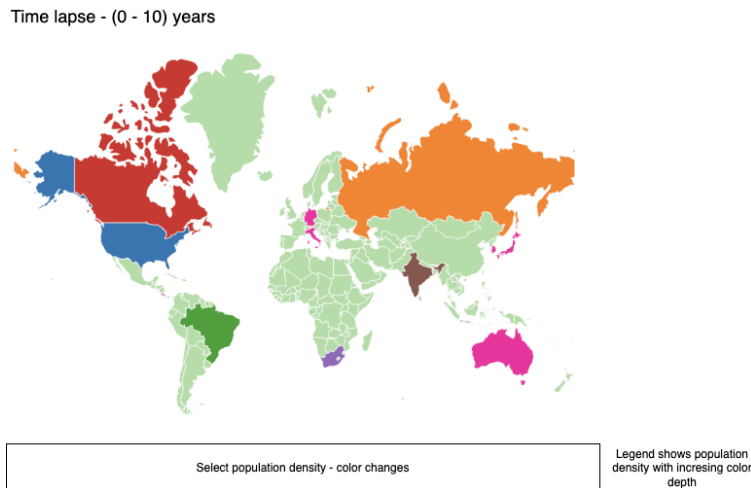 Time lapse - (0 - 10) years
Select population density - color changes
Legend shows population
density with incresing color
depth